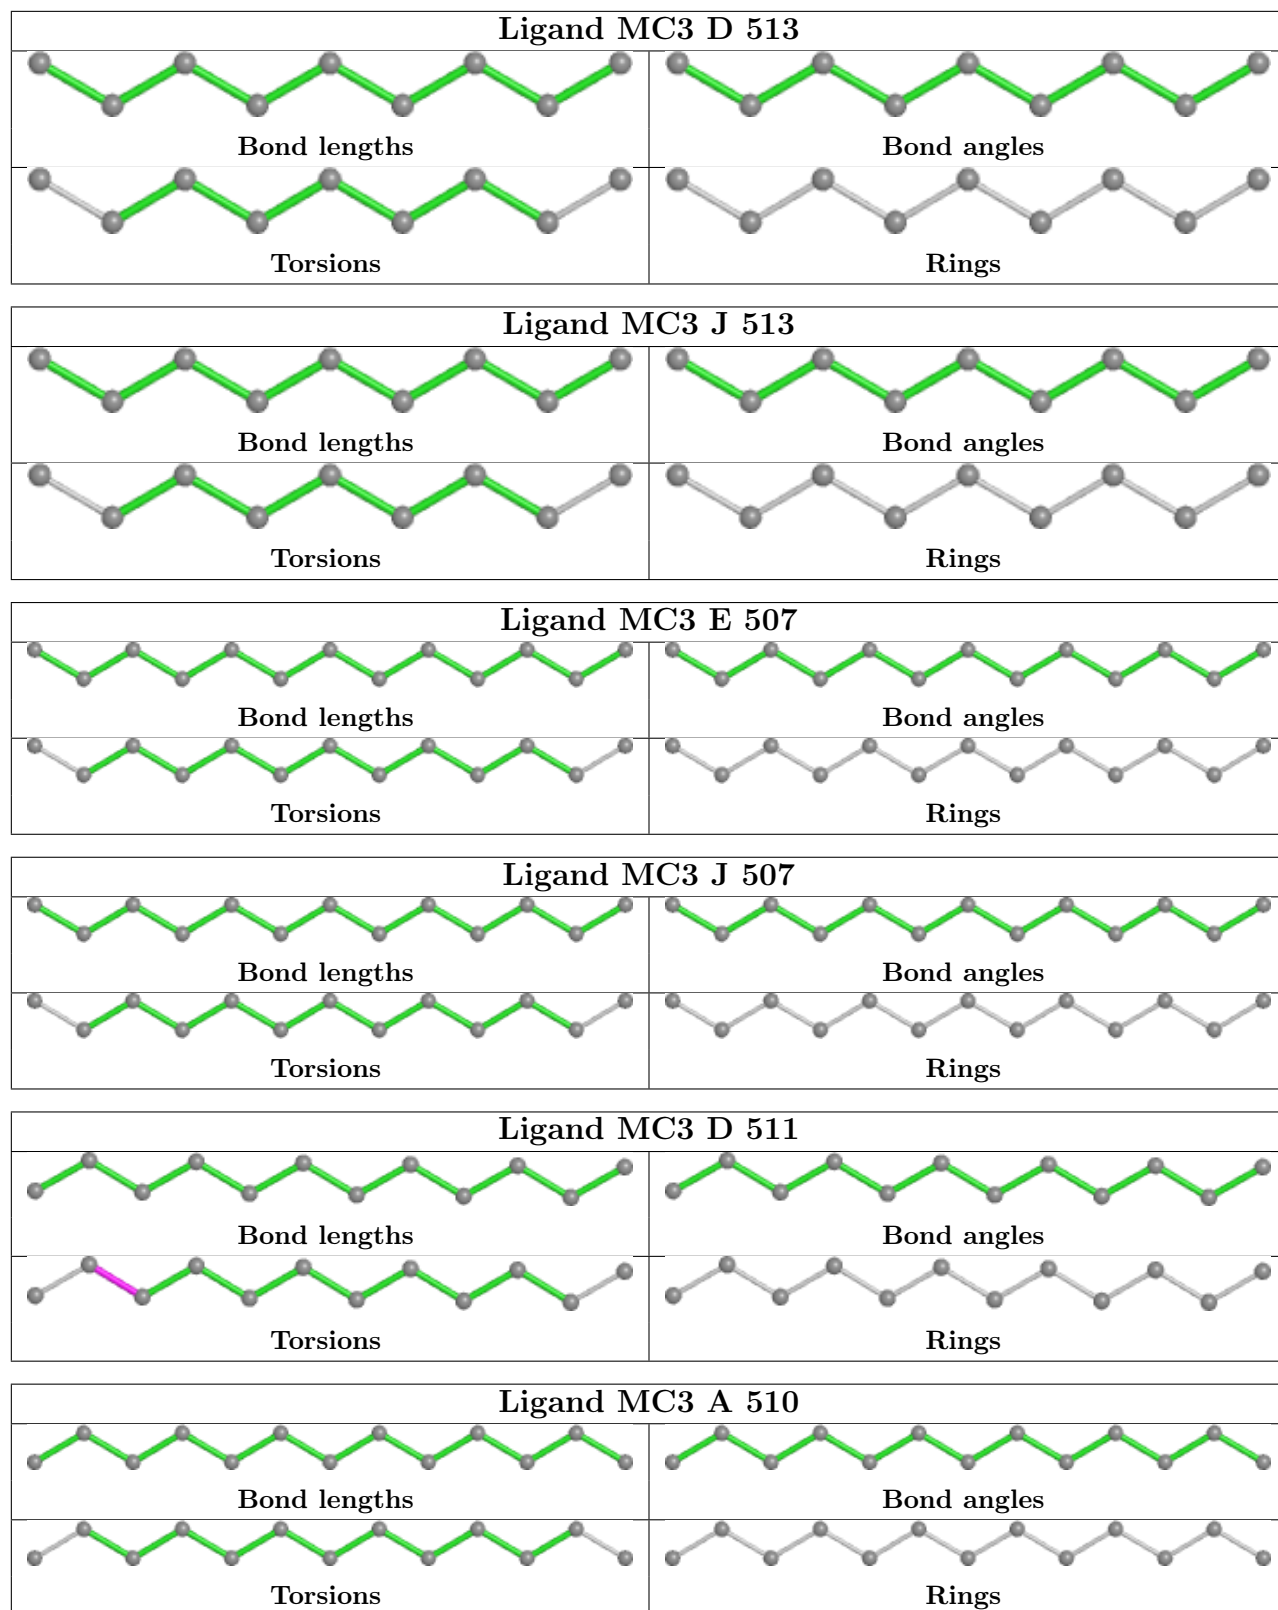 Ligand MC3 D 513
Bond lengths Bond angles
Torsions Rings
Ligand MC3 J 513
Bond lengths Bond angles
Torsions Rings
Ligand MC3 E 507
Bond lengths Bond angles
Torsions Rings
Ligand MC3 J 507
Bond lengths Bond angles
Torsions Rings
Ligand MC3 D 511
Bond lengths Bond angles
Torsions Rings
Ligand MC3 A 510
Bond lengths Bond angles
Torsions Rings